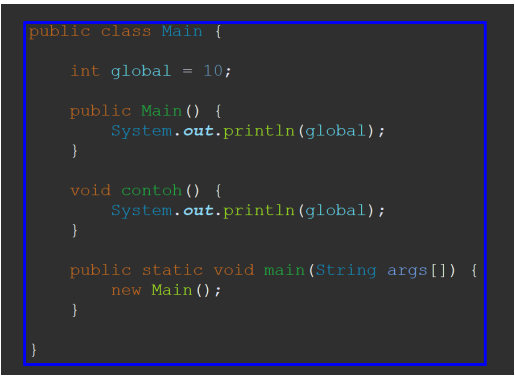 public class Main {
int global = 10;
public Main() {
System.out.println(global);
}
void contoh() {
System.out.println(global);
}
public static void main(String args[]) {
new Main();
}
}